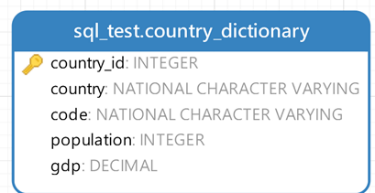 sql_test.country_dictionary
country_id: INTEGER
country: NATIONAL CHARACTER VARYING
code: NATIONAL CHARACTER VARYING
population: INTEGER
gdp: DECIMAL